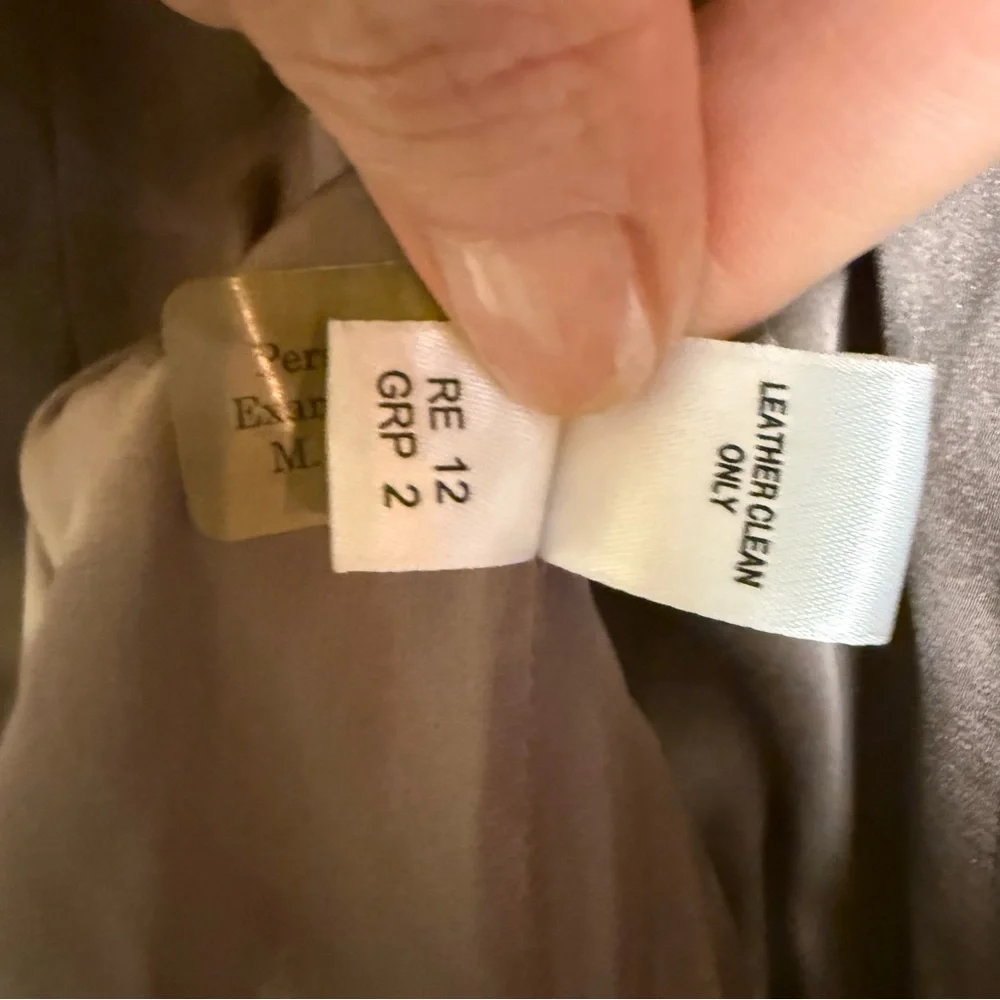 M.
RE 12
GRP 2
LEATHER CLEAN
ONLY